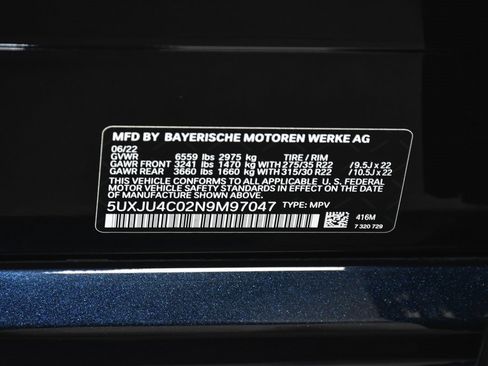 MFD BY BAYERISCHE MOTOREN WERKE AG
06/22
GVWR 6559 lbs 2975 kg TIRE / RIM
GAWR FRONT 3241 lbs 1470 kg WITH 275/35 R22 / 9.5J x 22
GAWR REAR 3660 lbs 1660 kg WITH 315/30 R22 / 10.5J x 22
THIS VEHICLE CONFORMS TO ALL APPLICABLE U.S. FEDERAL
MOTOR VEHICLE SAFETY STANDARDS IN EFFECT ON THE DATE OF
MANUFACTURE SHOWN ABOVE.
5UXJU4C02N9M97047 TYPE: MPV
416M
7 320 729